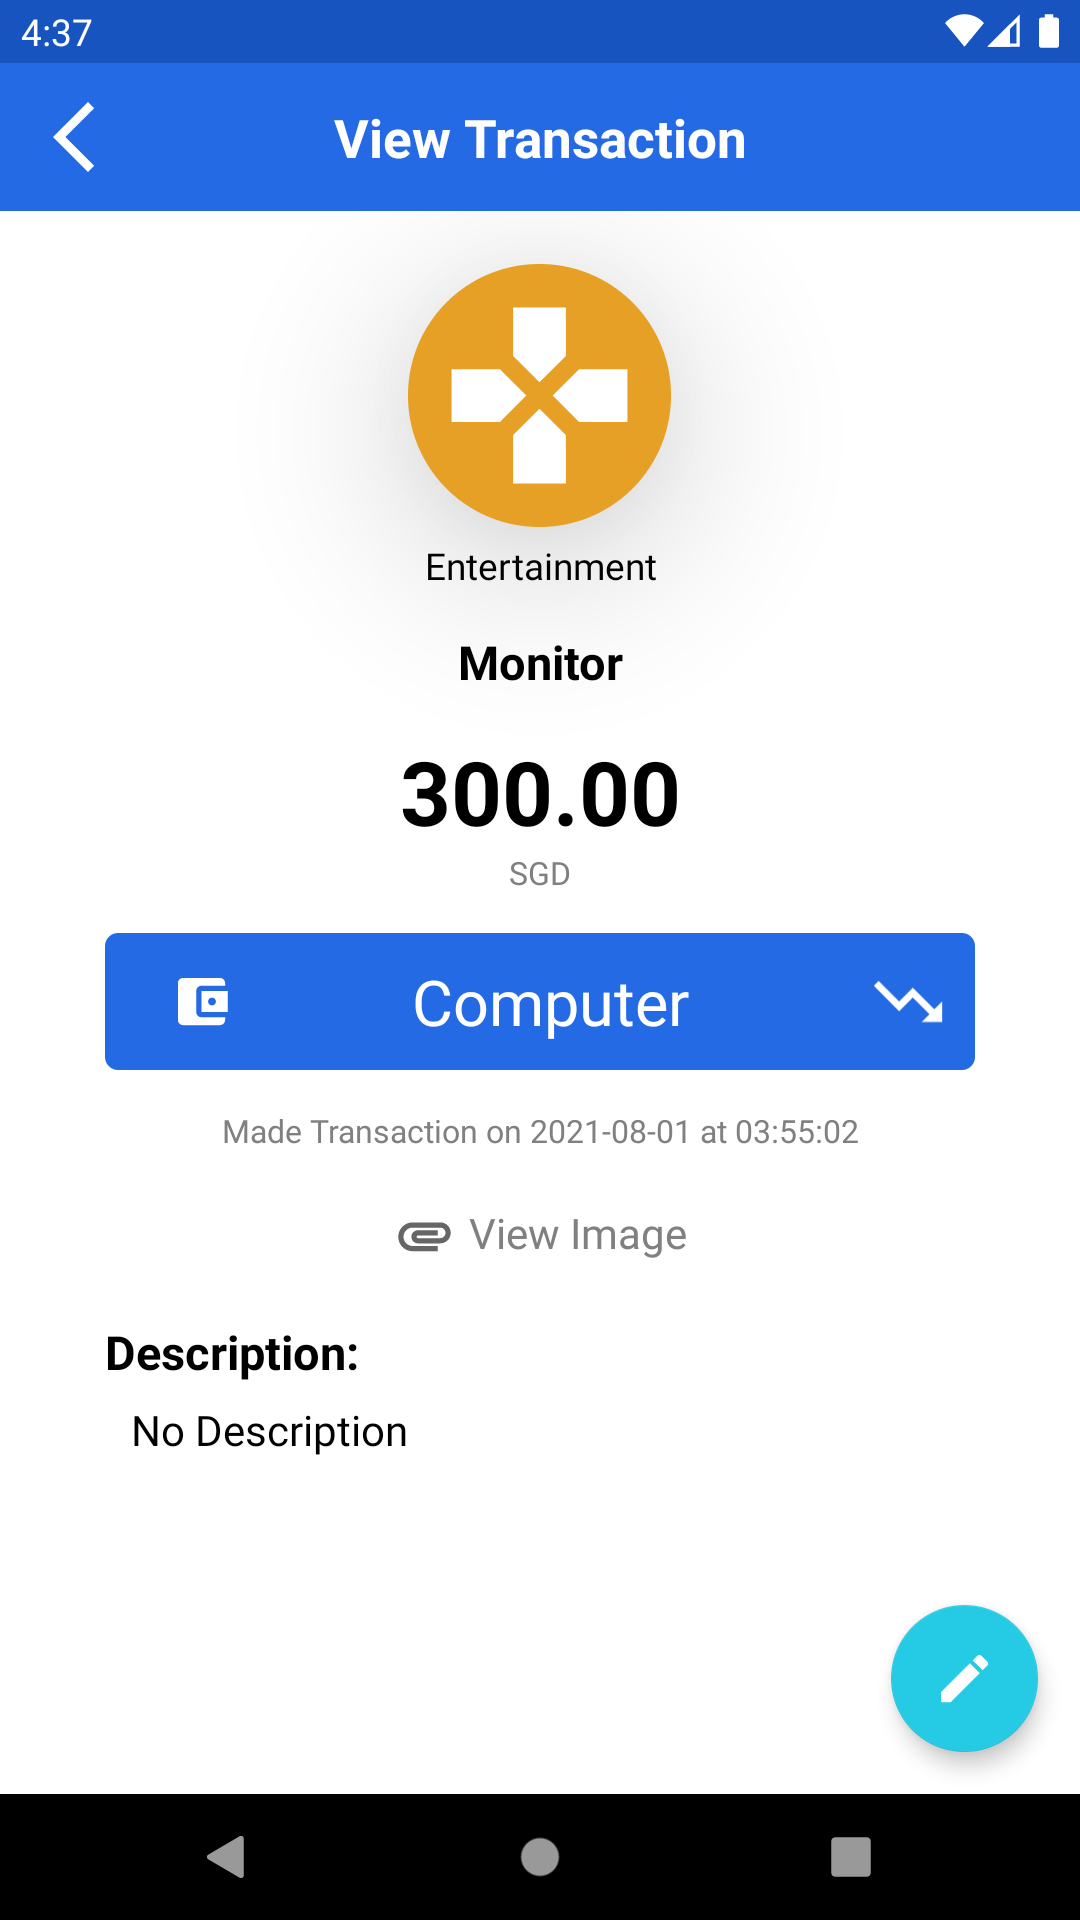 4:37
View Transaction
Entertainment
Monitor
300.00
SGD
Computer
Made Transaction on 2021-08-01 at 03:55:02
View Image
Description:
No Description